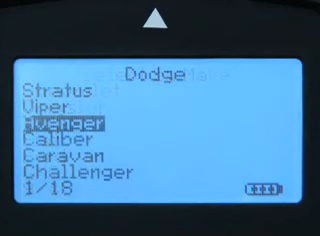 Dodge
Stratus
Viper
Avenger
Caliber
Caravan
Challenger
1/18